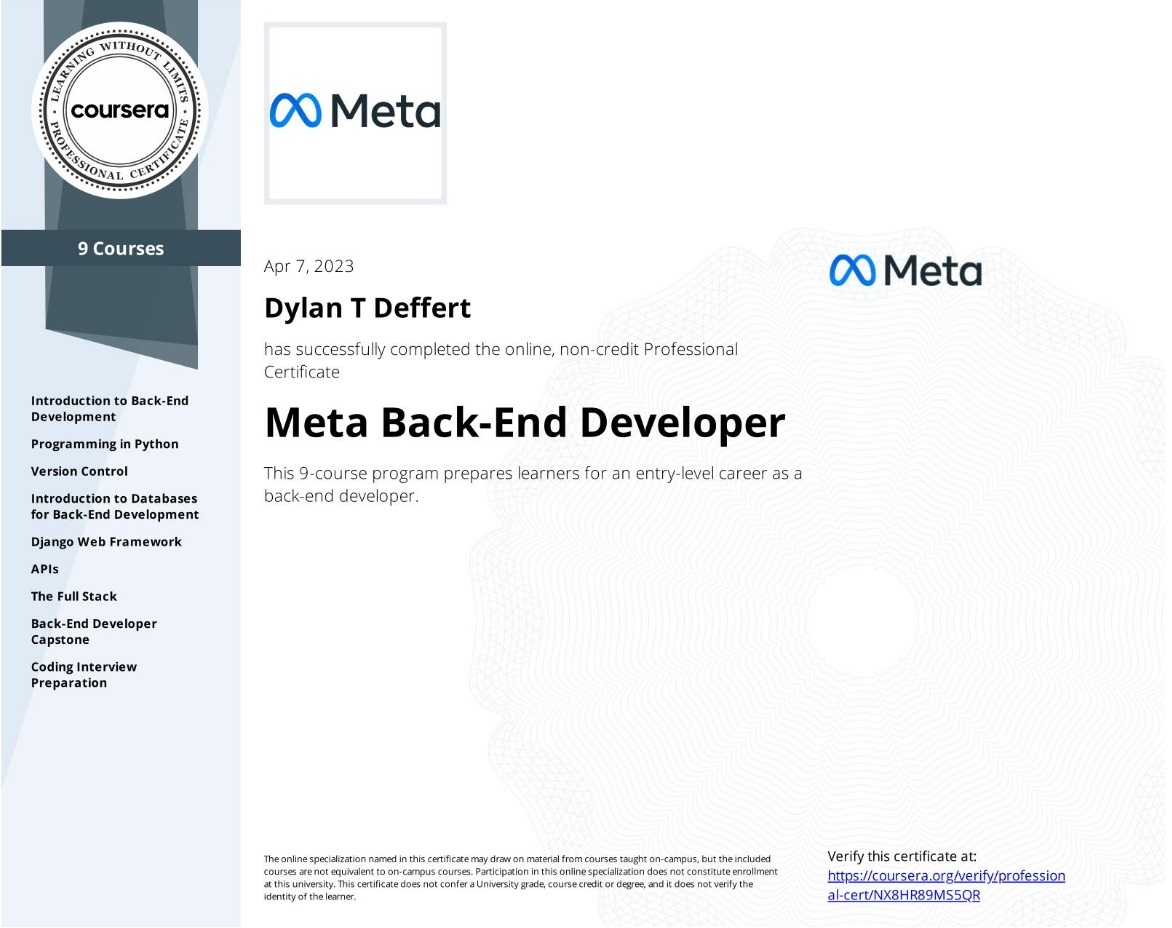 LEARNING WITHOUT LIMITS
coursera
PROFESSIONAL CERTIFICATE
9 Courses
Introduction to Back-End
Development
Programming in Python
Version Control
Introduction to Databases
for Back-End Development
Django Web Framework
APIs
The Full Stack
Back-End Developer
Capstone
Coding Interview
Preparation
Meta
Apr 7, 2023
Dylan T Deffert
has successfully completed the online, non-credit Professional
Certificate
Meta Back-End Developer
This 9-course program prepares learners for an entry-level career as a
back-end developer.
Meta
The online specialization named in this certificate may draw on material from courses taught on-campus, but the included
courses are not equivalent to on-campus courses. Participation in this online specialization does not constitute enrollment
at this university. This certificate does not confer a University grade, course credit or degree, and it does not verify the
identity of the learner.
Verify this certificate at:
https://coursera.org/verify/profession
al-cert/NX8HR89MS5QR